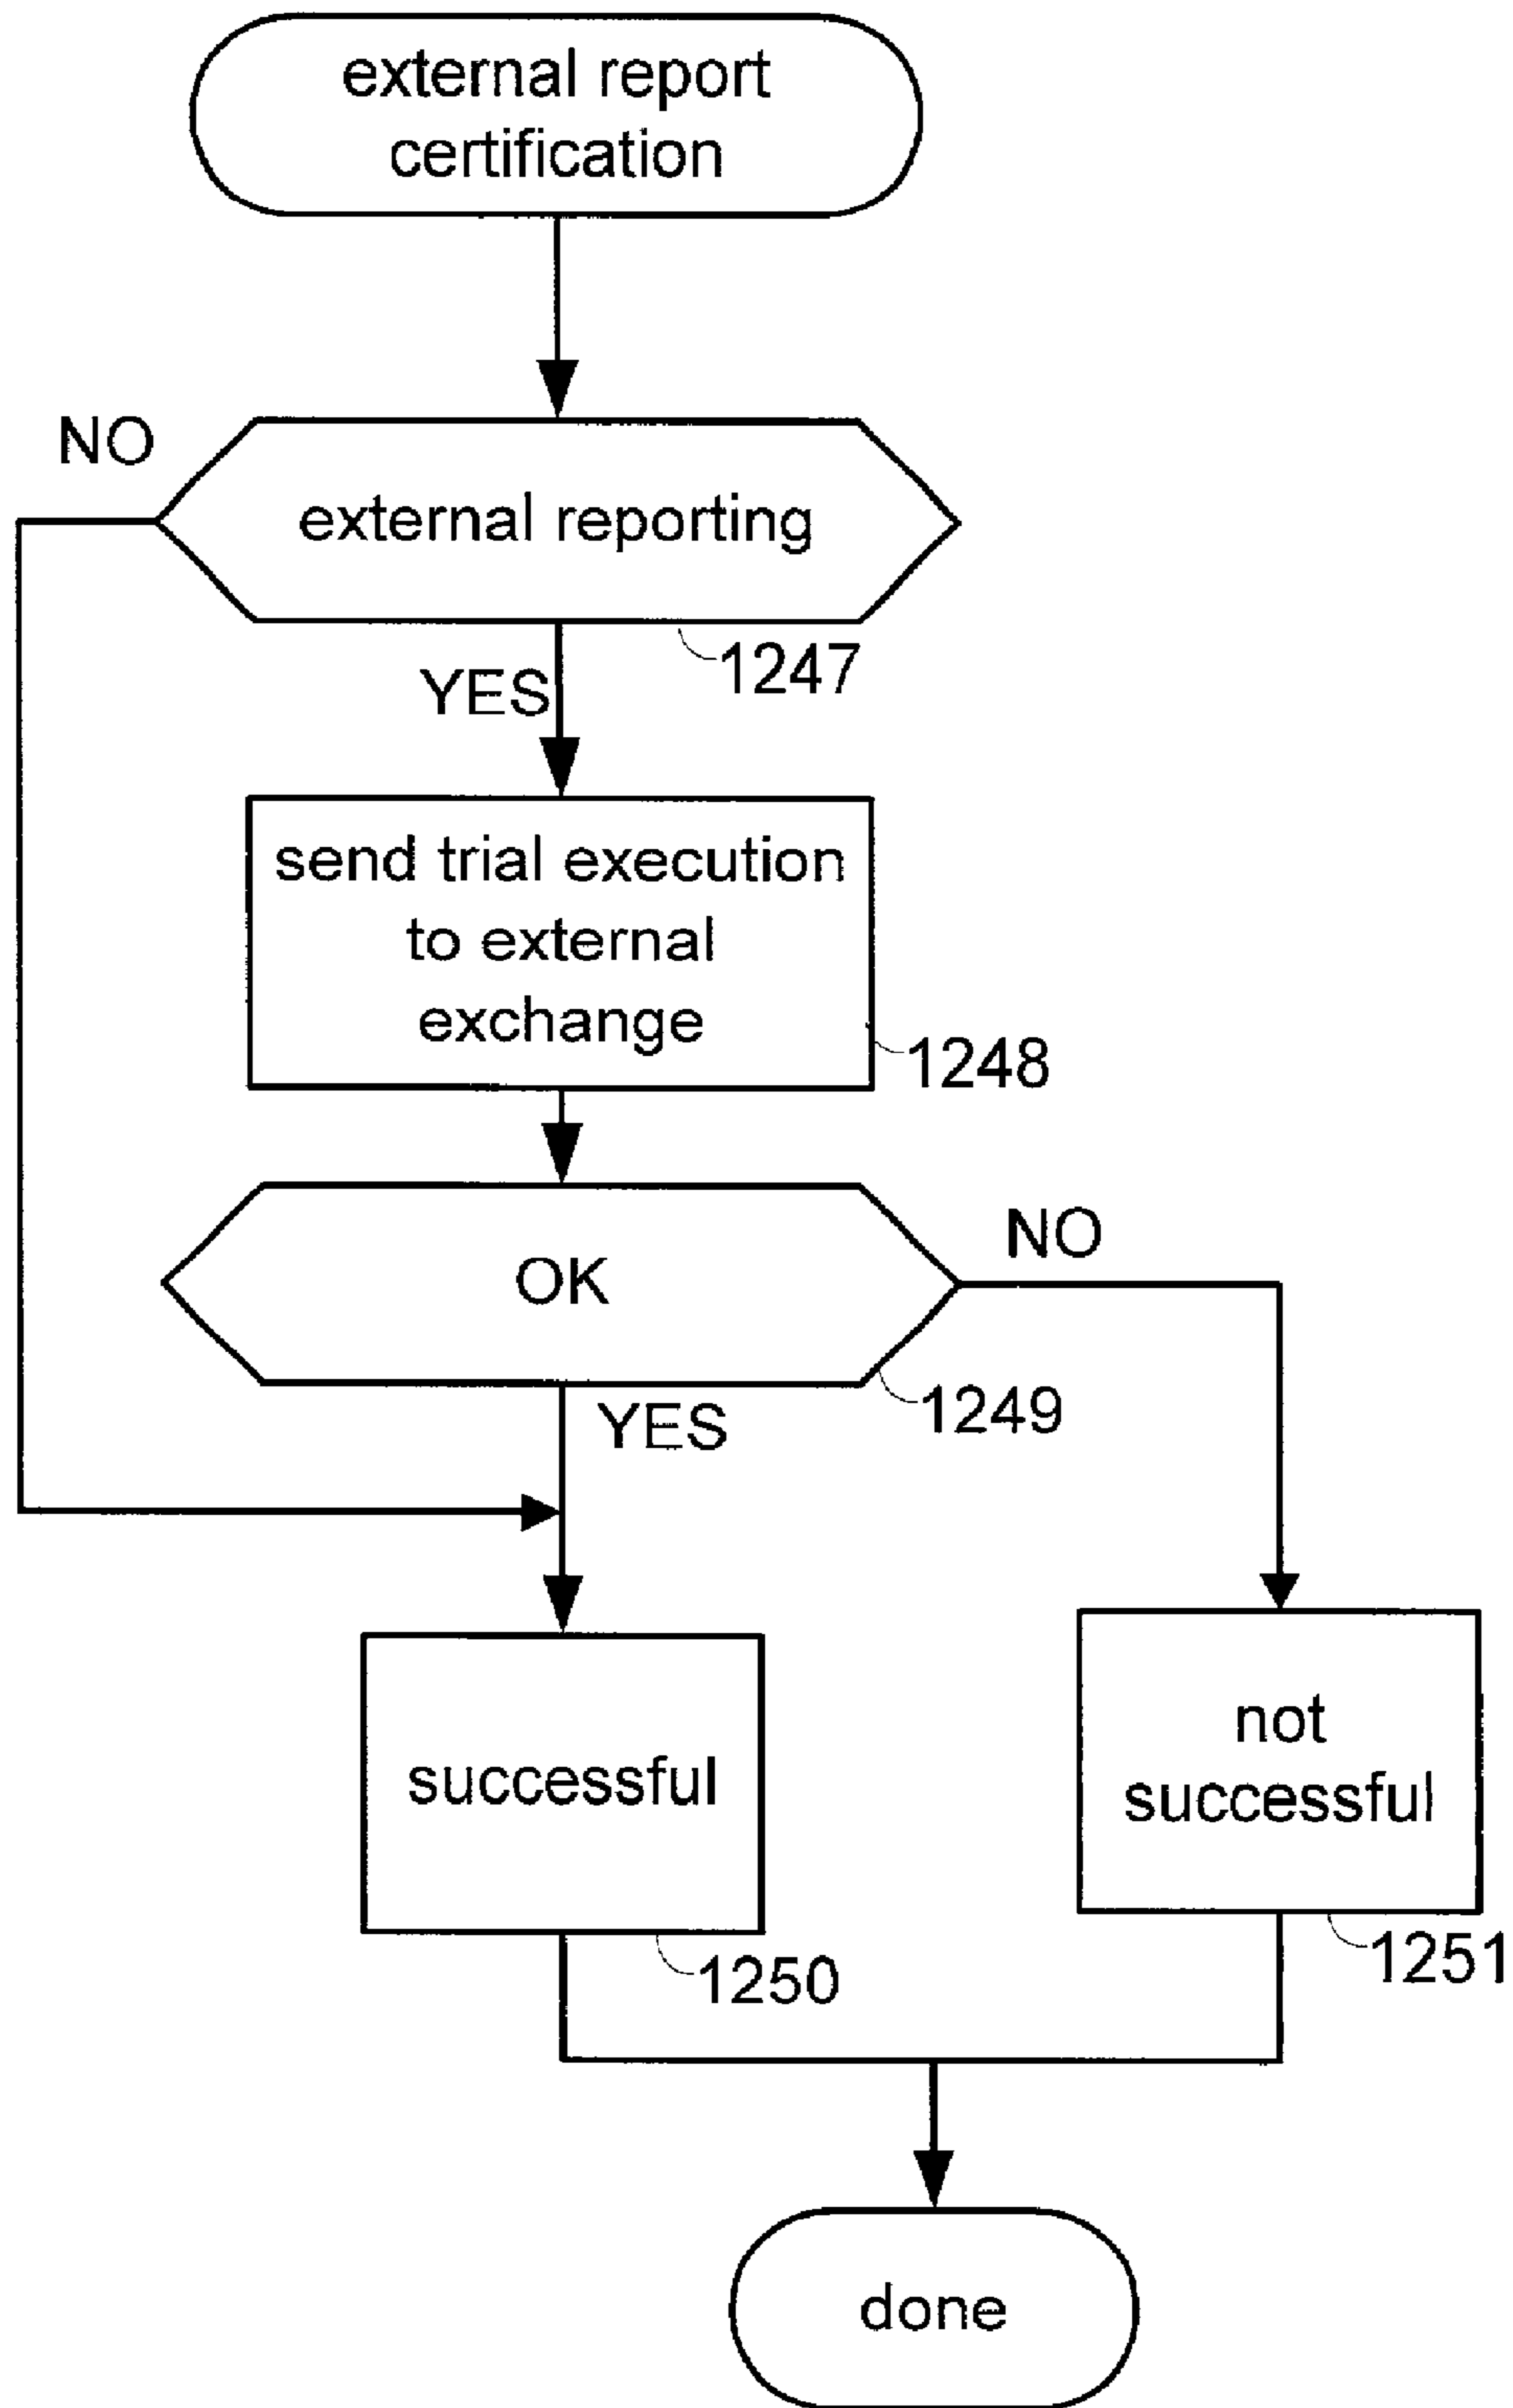 external report
certification
NO
external reporting
1247
YES
send trial execution
to external
exchange
1248
OK
NO
1249
YES
successful
not
successful
1250
1251
done